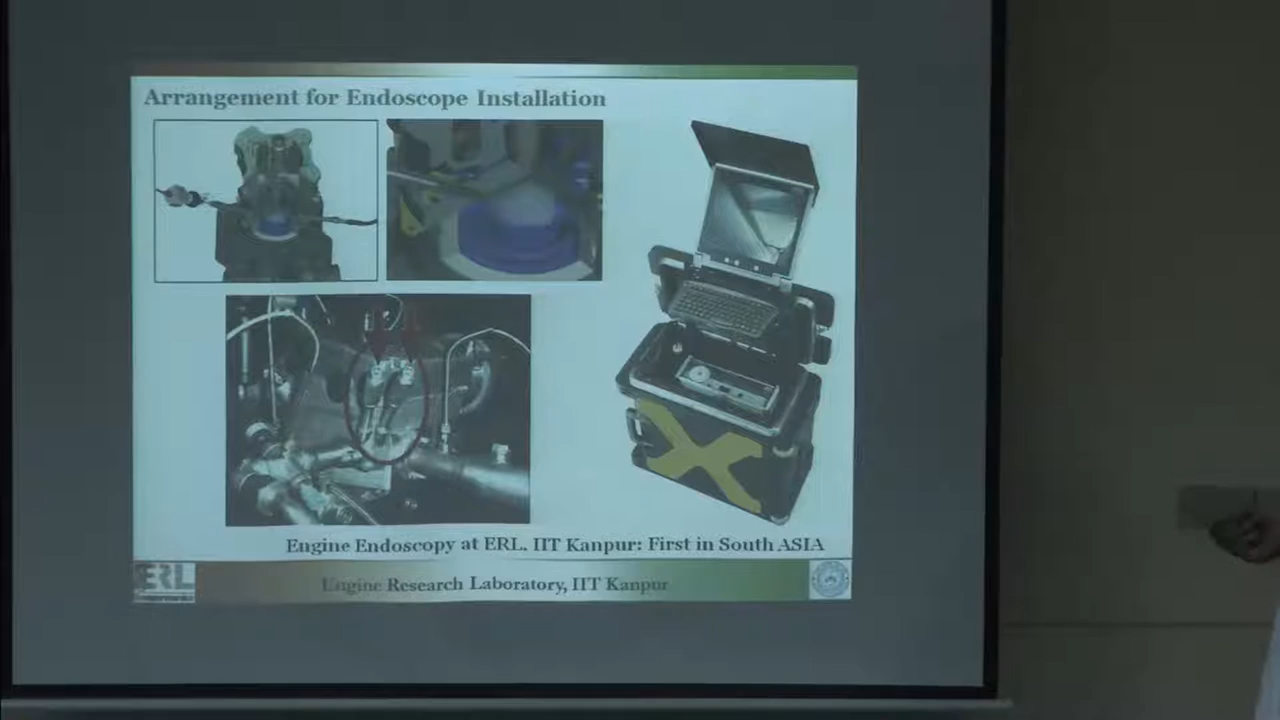 Arrangement for Endoscope Installation
Engine Endoscopy at ERL, IIT Kanpur: First in South ASIA
ERL
Engine Research Laboratory, IIT Kanpur